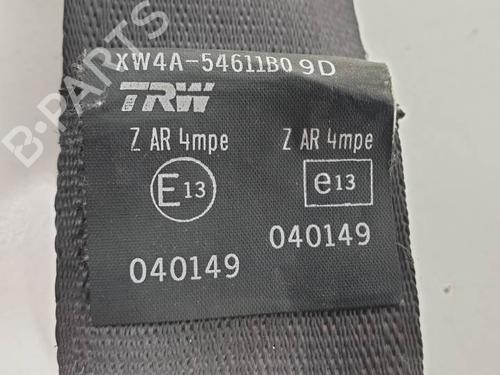 XW4A-54611B0 9D
TRW
Z AR 4mpe Z AR 4mpe
E13 e13
040149 040149
B-PARTS